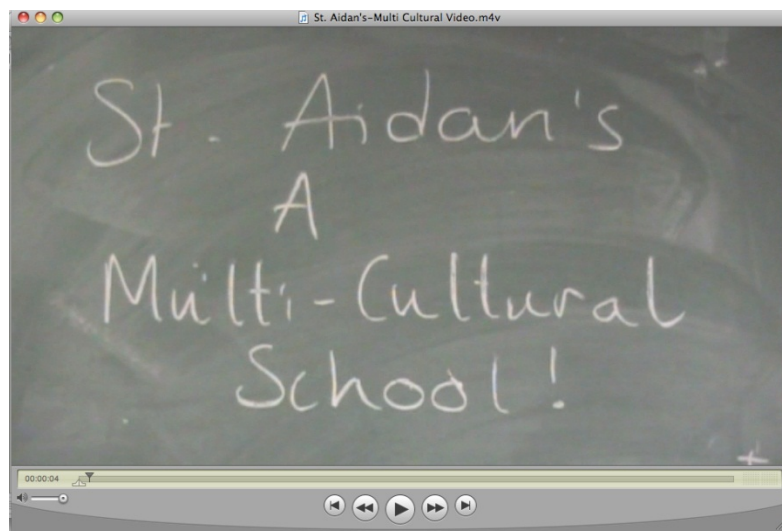 St. Aidan's-Multi Cultural Video.m4v
St. Aidan's
A
Multi-Cultural
School!
00:00:04